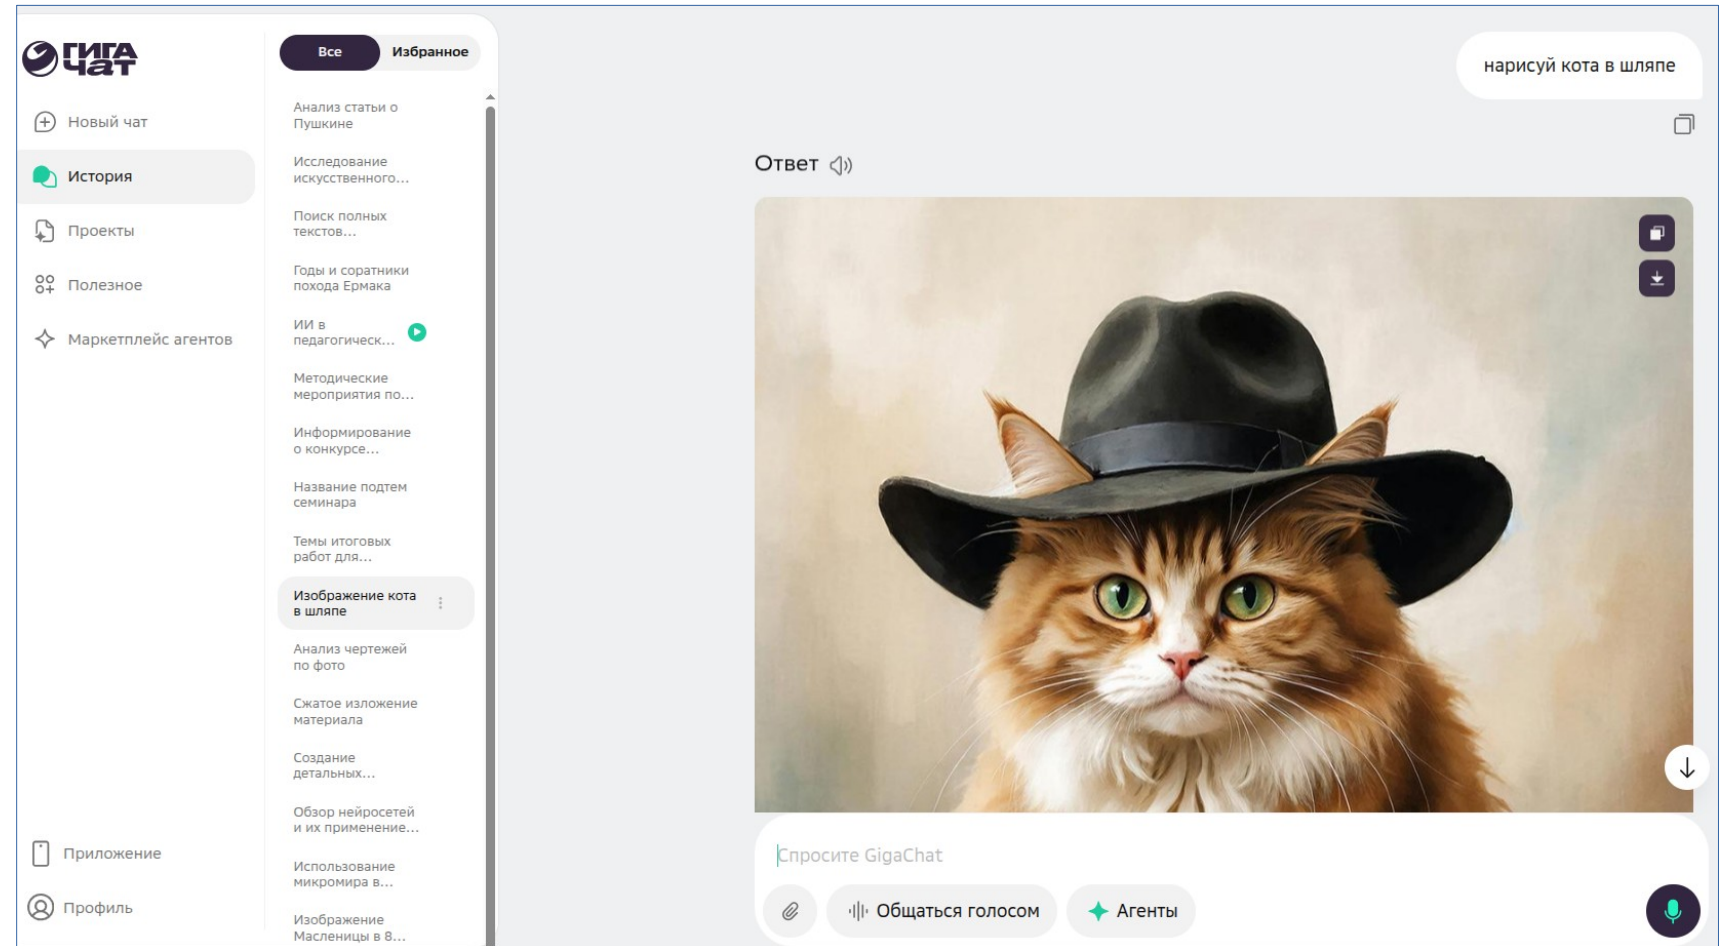 ГИГА
ЧАТ
Новый чат
История
Проекты
Полезное
Маркетплейс агентов
Приложение
Профиль
Все
Избранное
Анализ статьи о
Пушкине
Исследование
искусственного...
Поиск полных
текстов...
Годы и соратники
похода Ермака
ИИ в
педагогическ...
Методические
мероприятия по...
Информирование
о конкурсе...
Название подтем
семинара
Темы итоговых
работ для...
Изображение кота
в шляпе
Анализ чертежей
по фото
Сжатое изложение
материала
Создание
детальных...
Обзор нейросетей
и их применение...
Использование
микромира в...
Изображение
Масленицы в 8...
нарисуй кота в шляпе
Ответ
Спросите GigaChat
Общаться голосом
Агенты